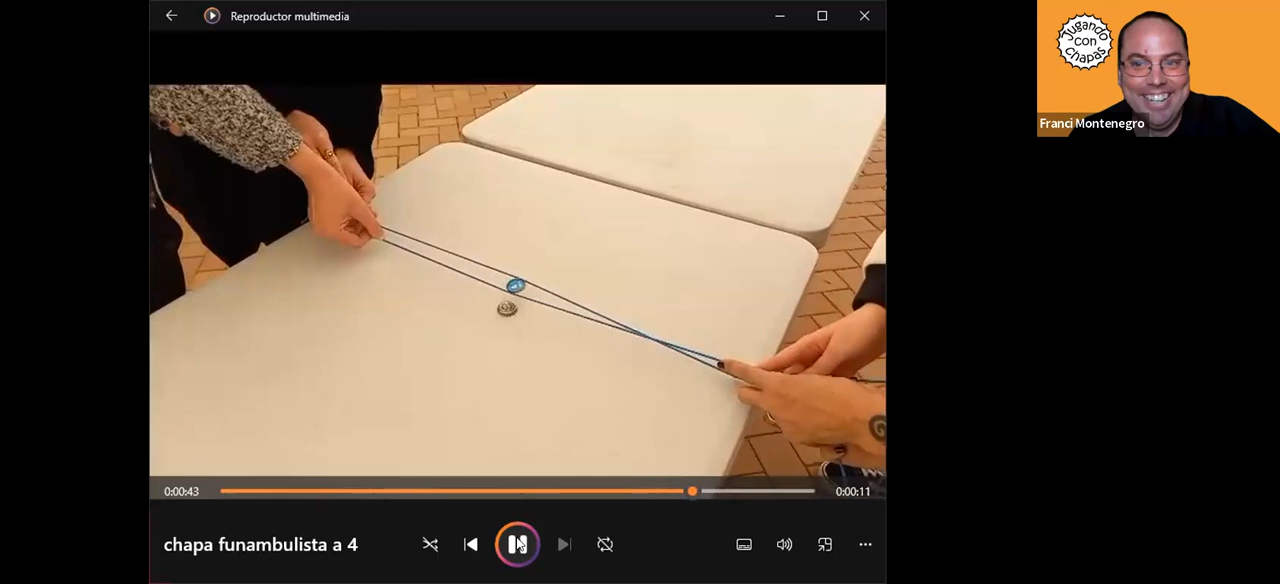 Reproductor multimedia
Jugando
con
chapas
Franci Montenegro
0:00:43
0:00:11
chapa funambulista a 4